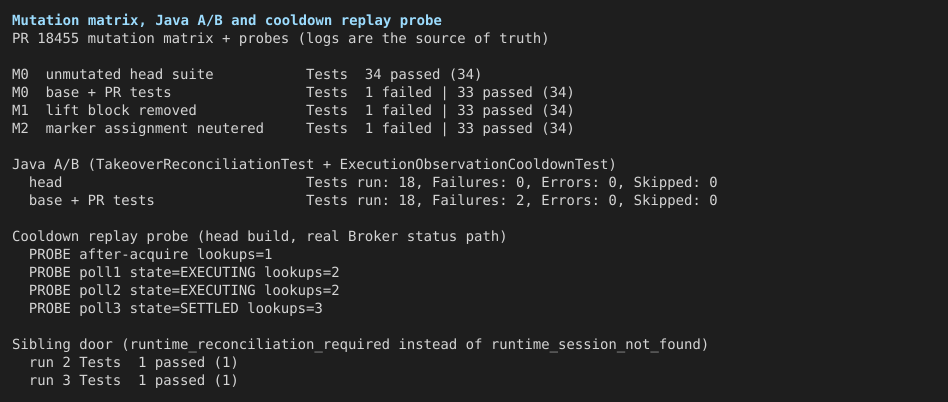 Mutation matrix, Java A/B and cooldown replay probe
PR 18455 mutation matrix + probes (logs are the source of truth)
M0  unmutated head suite           Tests  34 passed (34)
M0  base + PR tests                Tests  1 failed | 33 passed (34)
M1  lift block removed             Tests  1 failed | 33 passed (34)
M2  marker assignment neutered     Tests  1 failed | 33 passed (34)
Java A/B (TakeoverReconciliationTest + ExecutionObservationCooldownTest)
  head                             Tests run: 18, Failures: 0, Errors: 0, Skipped: 0
  base + PR tests                  Tests run: 18, Failures: 2, Errors: 0, Skipped: 0
Cooldown replay probe (head build, real Broker status path)
  PROBE after-acquire lookups=1
  PROBE poll1 state=EXECUTING lookups=2
  PROBE poll2 state=EXECUTING lookups=2
  PROBE poll3 state=SETTLED lookups=3
Sibling door (runtime_reconciliation_required instead of runtime_session_not_found)
  run 2 Tests  1 passed (1)
  run 3 Tests  1 passed (1)